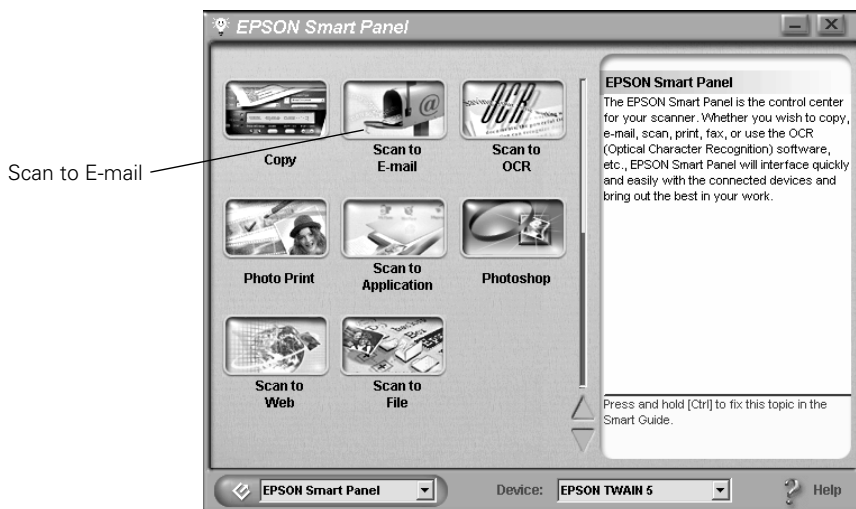 EPSON Smart Panel
Scan to E-mail
Copy
Scan to
E-mail
Scan to
OCR
OCR
Photo Print
Scan to
Application
Photoshop
Scan to
Web
Scan to
File
EPSON Smart Panel
The EPSON Smart Panel is the control center
for your scanner. Whether you wish to copy,
e-mail, scan, print, fax, or use the OCR
(Optical Character Recognition) software,
etc., EPSON Smart Panel will interface quickly
and easily with the connected devices and
bring out the best in your work.
Press and hold [Ctrl] to fix this topic in the
Smart Guide.
EPSON Smart Panel
Device:
EPSON TWAIN 5
Help